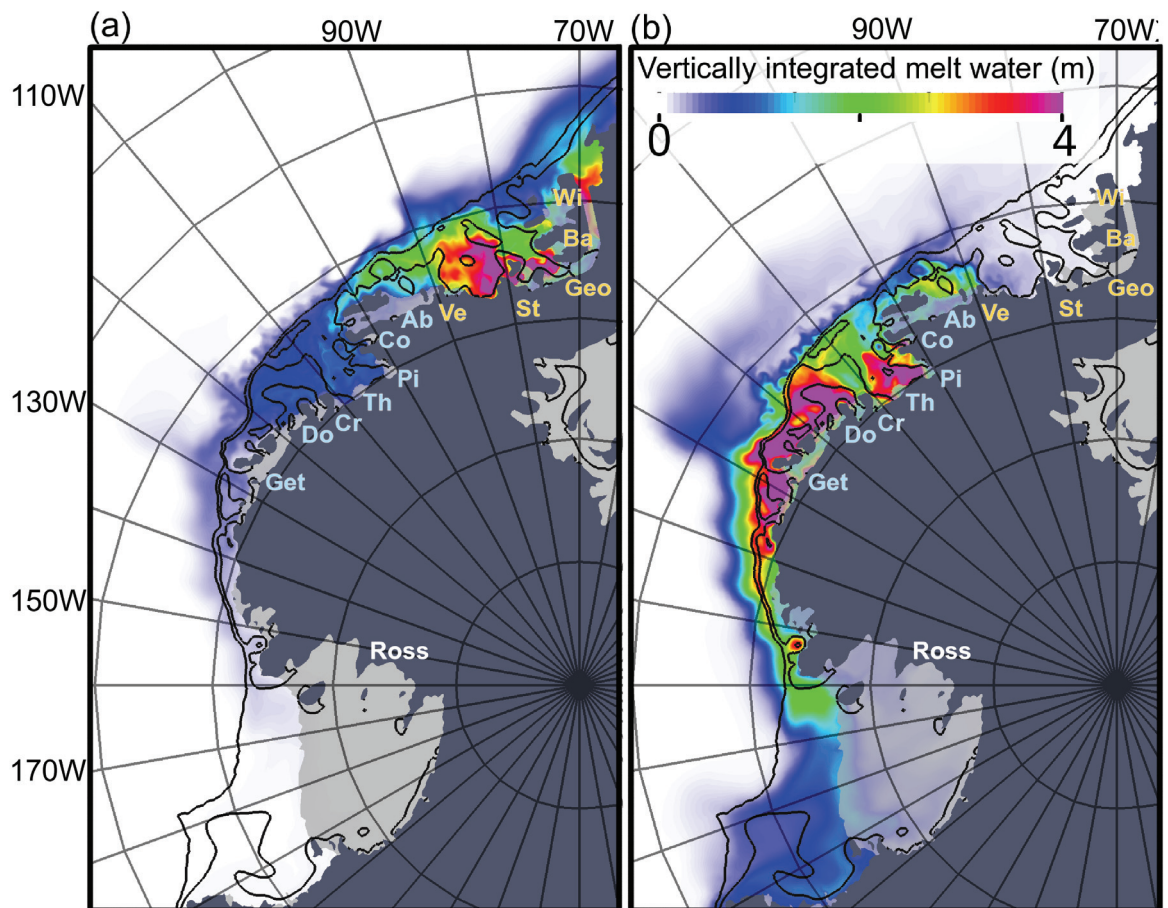 (a)
90W
70W
(b)
90W
70W
Vertically integrated melt water (m)
0
4
110W
130W
150W
170W
Wi
Ba
Geo
St
Ve
Ab
Co
Pi
Th
Cr
Do
Get
Ross
Wi
Ba
Geo
St
Ve
Ab
Co
Pi
Th
Cr
Do
Get
Ross